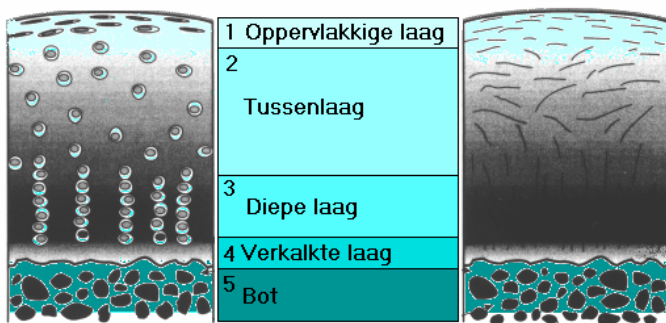 1 Oppervlakkige laag
2
Tussenlaag
3
Diepe laag
4 Verkalkte laag
5
Bot